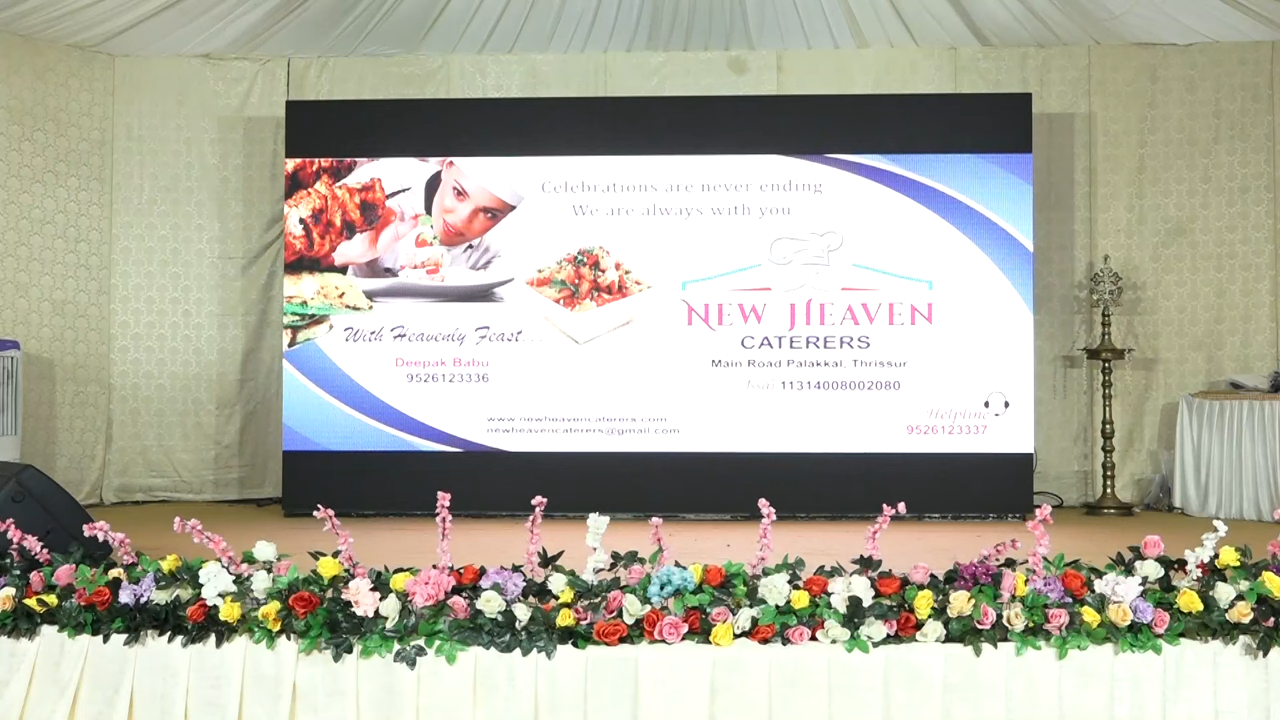 Celebrations are never ending
We are always with you
NEW HEAVEN
CATERERS
With Heavenly Feast...
Main Road Palakkal, Thrissur
Deepak Babu
9526123336
fssai 11314008002080
Helpline
9526123337
www.newheavencaterers.com
newheavencaterers@gmail.com